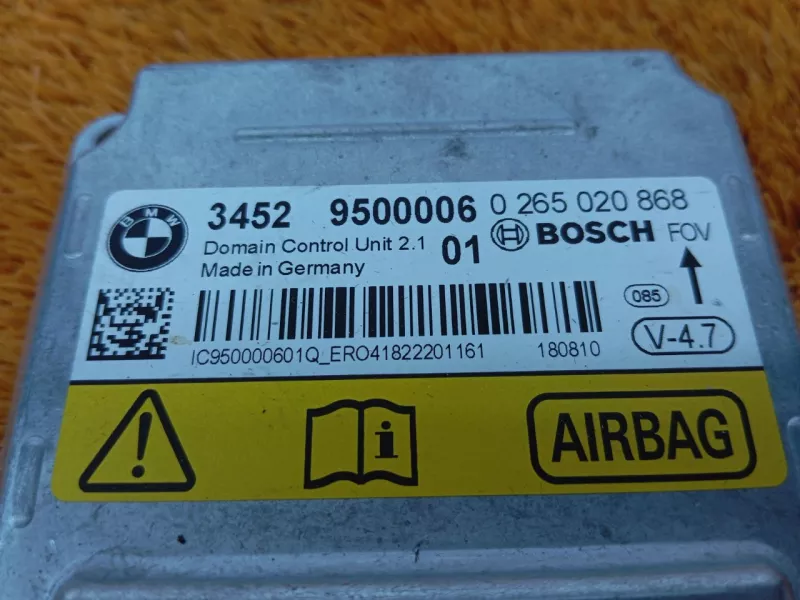 BMW
3452 9500006 0 265 020 868
Domain Control Unit 2.1 01 BOSCH FOV
Made in Germany
085
V-4.7
IC950000601Q_ERO41822201161 180810
i AIRBAG